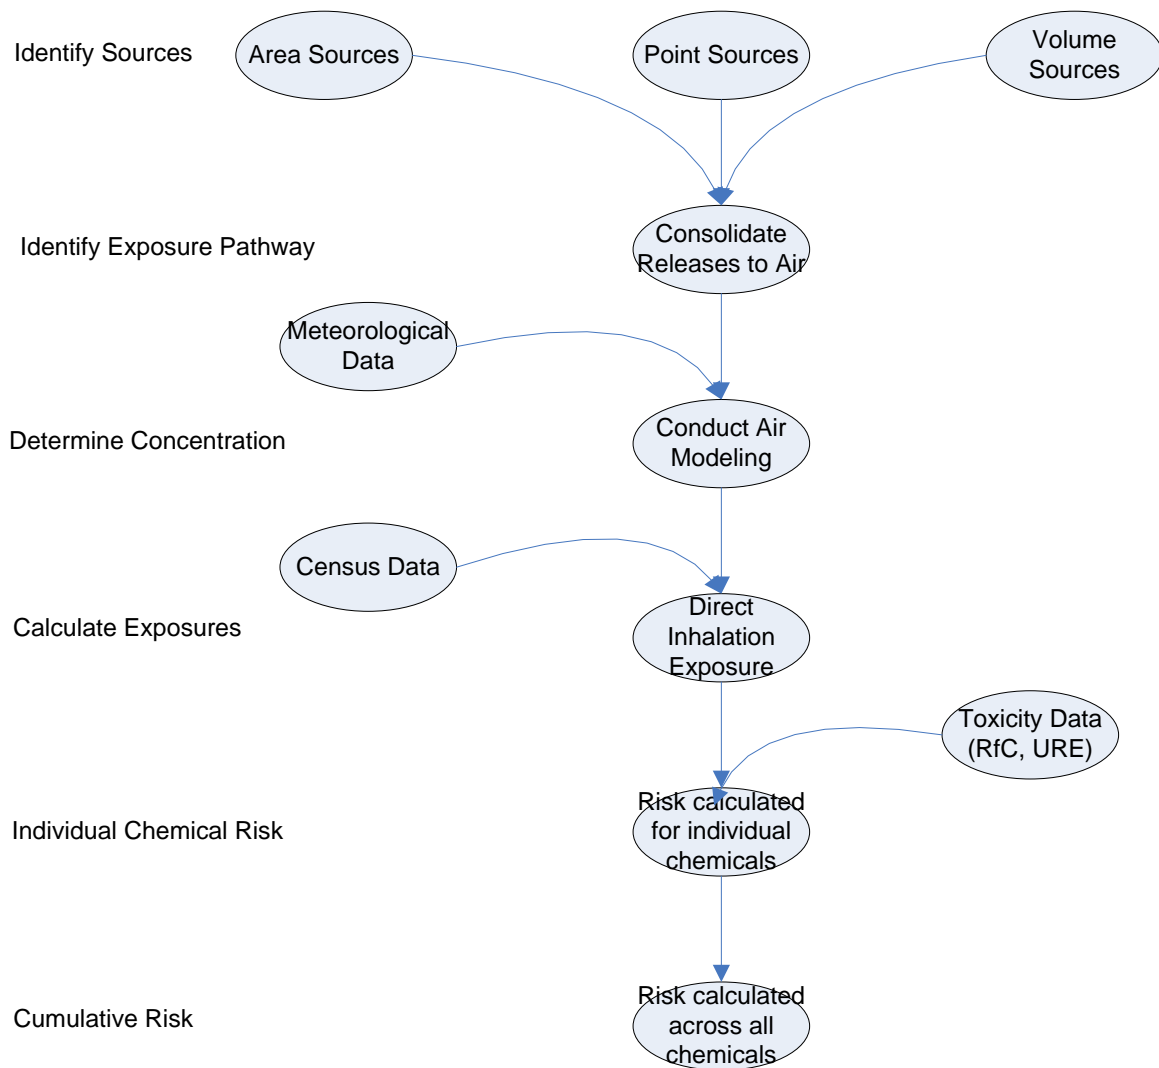 Identify Sources
Area Sources
Point Sources
Volume
Sources
Identify Exposure Pathway
Consolidate
Releases to Air
Meteorological
Data
Determine Concentration
Conduct Air
Modeling
Census Data
Calculate Exposures
Direct
Inhalation
Exposure
Toxicity Data
(RfC, URE)
Individual Chemical Risk
Risk calculated
for individual
chemicals
Cumulative Risk
Risk calculated
across all
chemicals